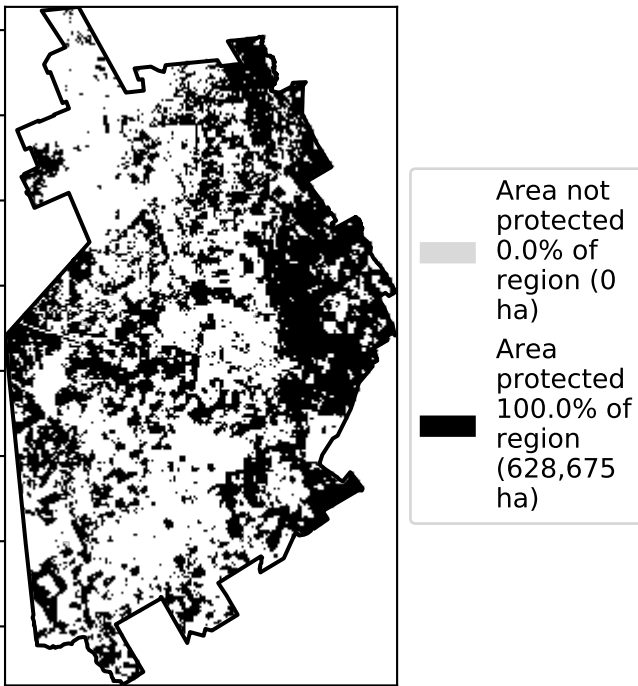 Area not
protected
0.0% of
region (0
ha)
Area
protected
100.0% of
region
(628,675
ha)